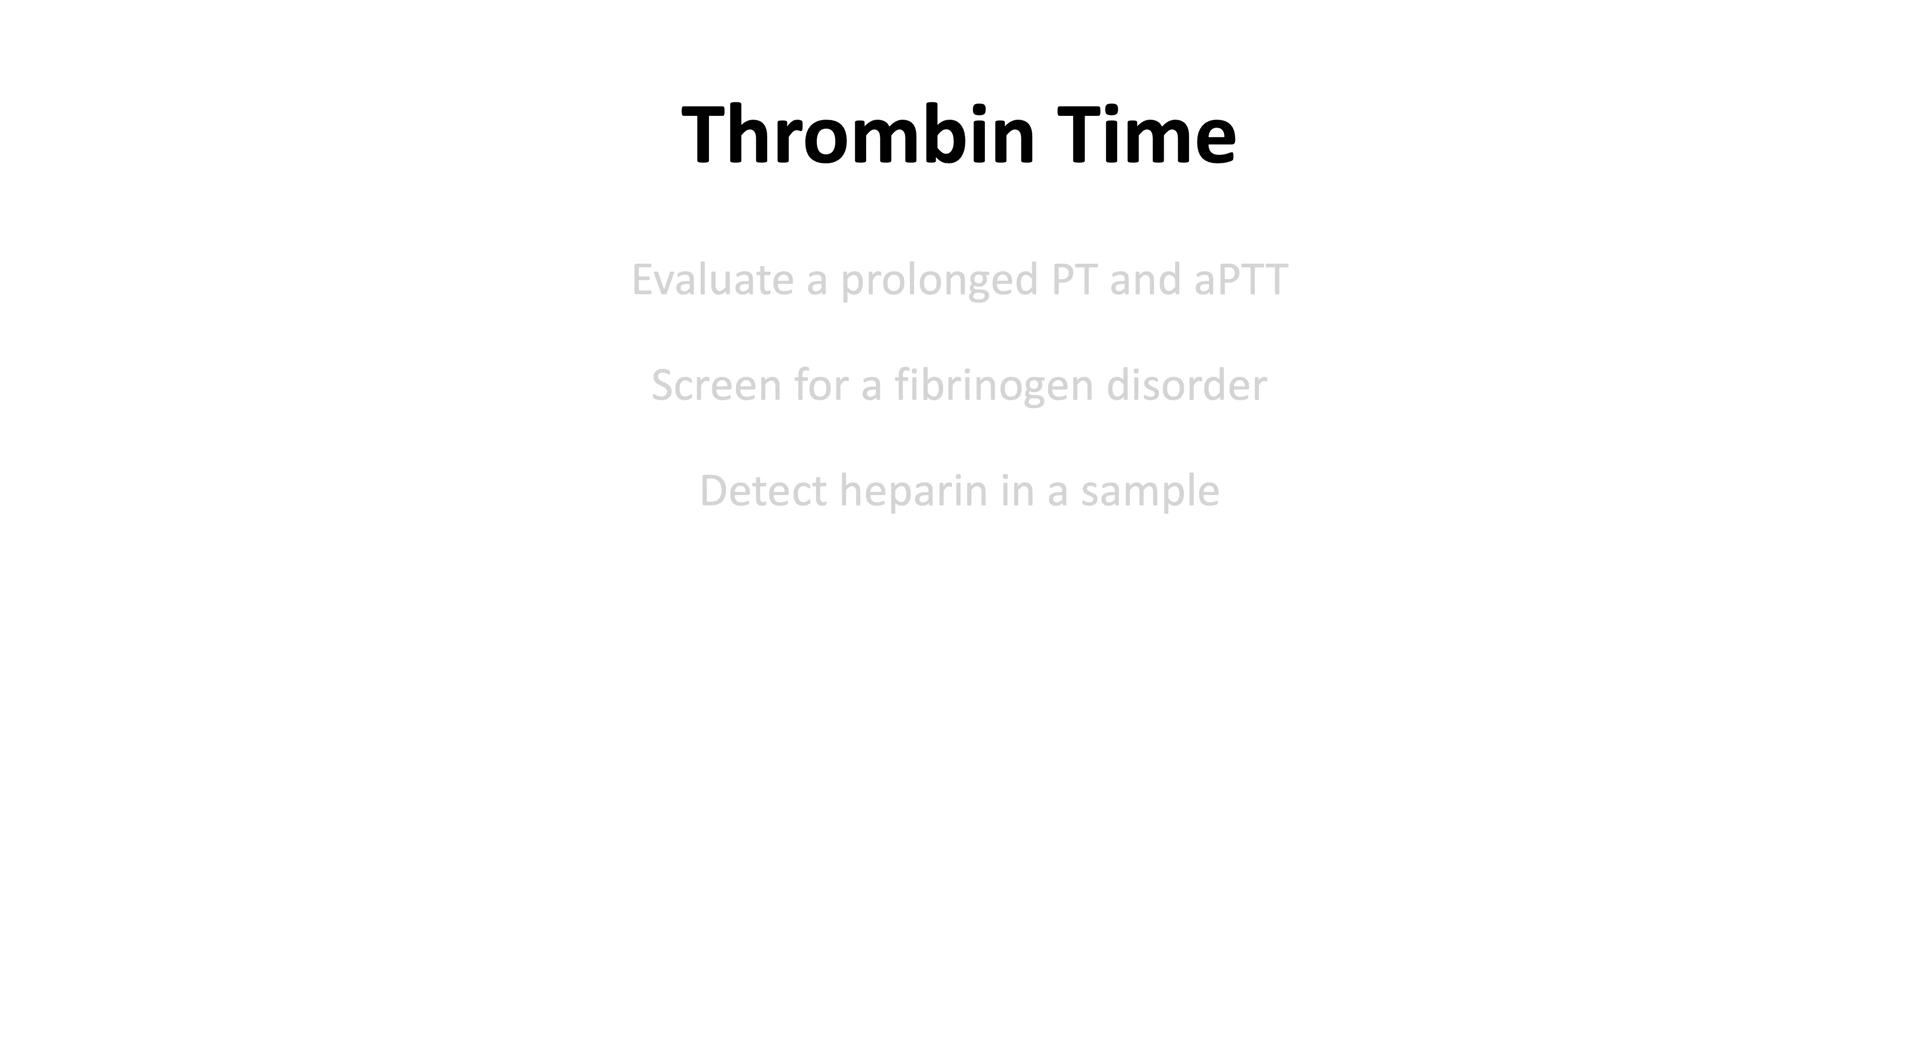 Thrombin Time
Evaluate a prolonged PT and aPTT
Screen for a fibrinogen disorder
Detect heparin in a sample